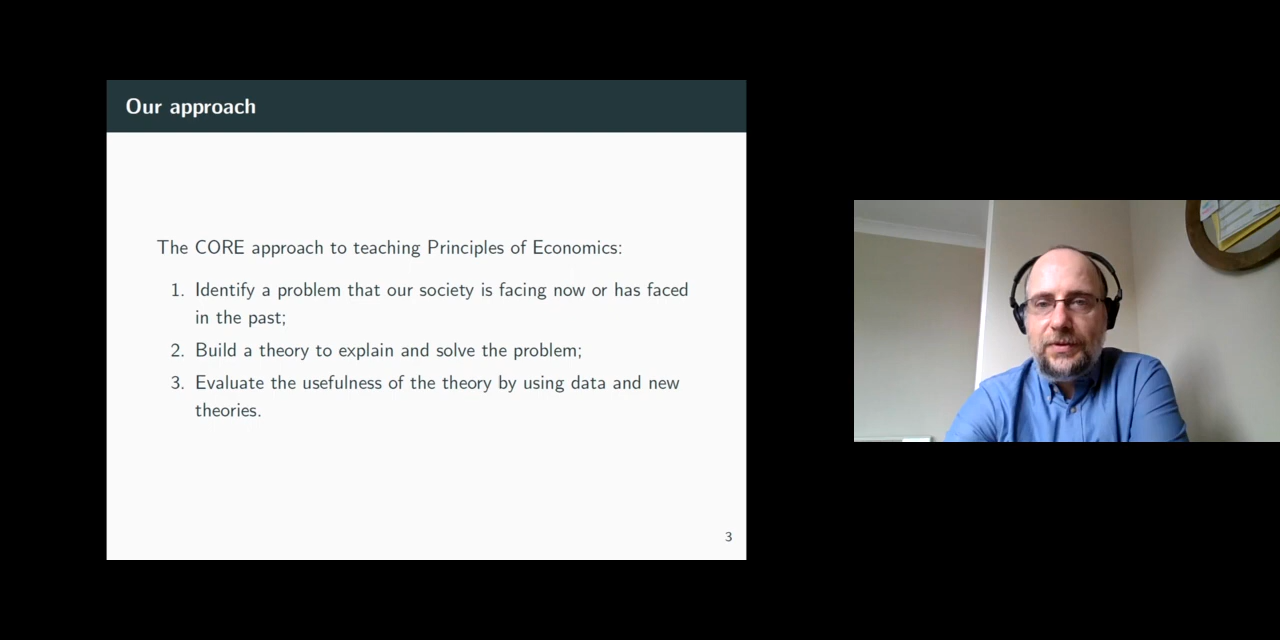 Our approach
The CORE approach to teaching Principles of Economics:
1. Identify a problem that our society is facing now or has faced
in the past;
2. Build a theory to explain and solve the problem;
3. Evaluate the usefulness of the theory by using data and new
theories.
3